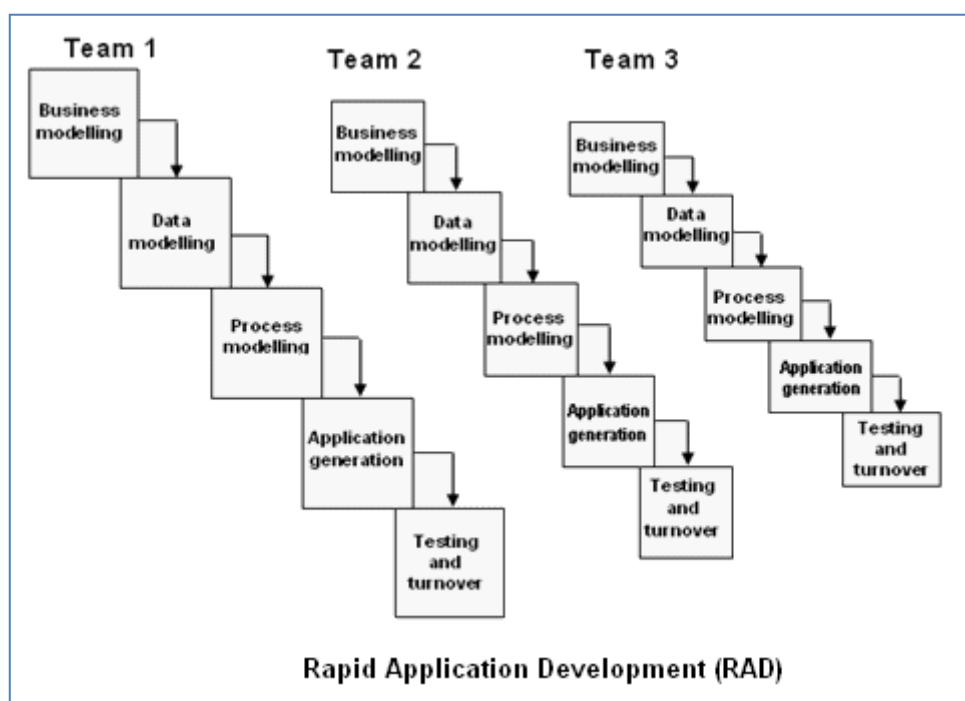 Team 1
Business
modelling
Data
modelling
Process
modelling
Application
generation
Testing
and
turnover
Team 2
Business
modelling
Data
modelling
Process
modelling
Application
generation
Testing
and
turnover
Team 3
Business
modelling
Data
modelling
Process
modelling
Application
generation
Testing
and
turnover
Rapid Application Development (RAD)